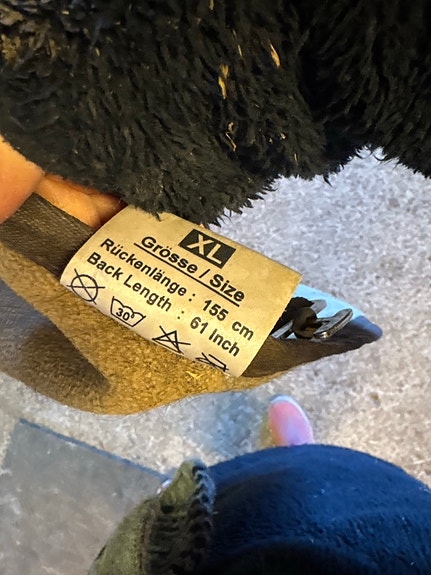 XL
Grösse / Size
Rückenlänge : 155 cm
Back Length : 61 Inch
30°